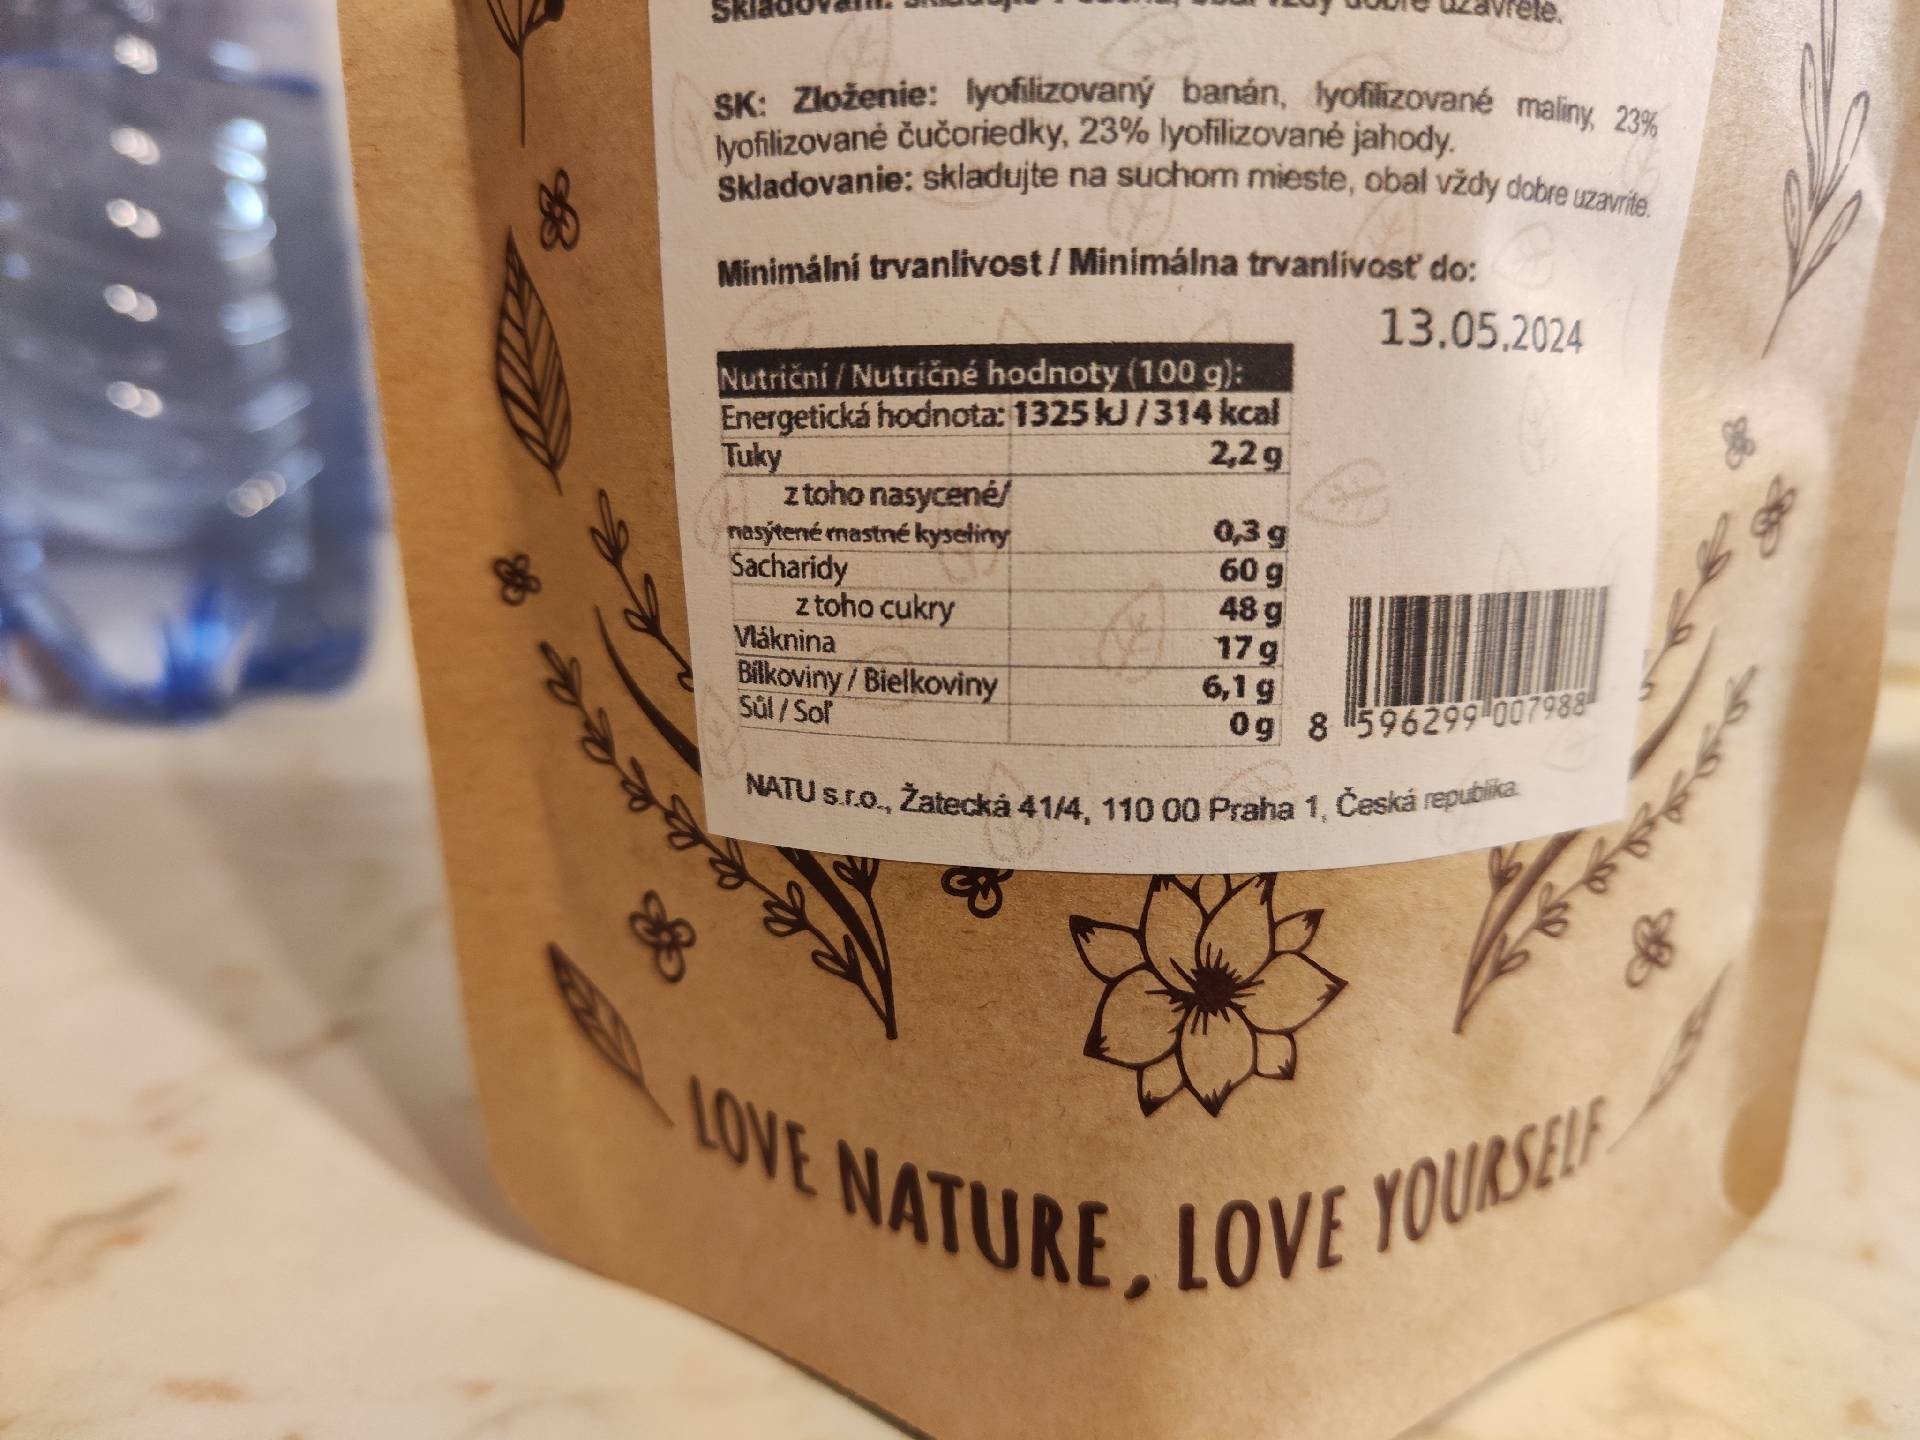 Skladování:
SK: Zloženie: lyofilizovaný banán, lyofilizované maliny, 23%
lyofilizované čučoriedky, 23% lyofilizované jahody.
Skladovanie: skladujte na suchom mieste, obal vždy dobre uzavrite.
Minimální trvanlivost / Minimálna trvanlivosť do:
13.05.2024
Nutriční / Nutričné hodnoty (100 g):
Energetická hodnota: 1325 kJ / 314 kcal
Tuky 2,2 g
z toho nasycené/
nasýtené mastné kyseliny 0,3 g
Sacharidy 60 g
z toho cukry 48 g
Vláknina 17 g
Bílkoviny / Bielkoviny 6,1 g
Sůl / Soľ 0 g
8 596299 007988
NATU s.r.o., Žatecká 41/4, 110 00 Praha 1, Česká republika.
LOVE NATURE, LOVE YOURSELF